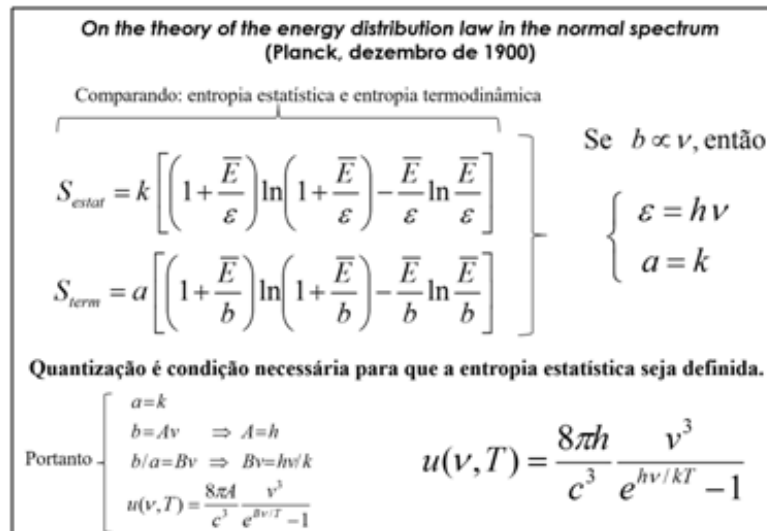 On the theory of the energy distribution law in the normal spectrum
(Planck, dezembro de 1900)
Comparando: entropia estatística e entropia termodinâmica
Se b ∝ ν, então
S_estat = k[(1 + E̅/ε) ln(1 + E̅/ε) − E̅/ε ln E̅/ε]
S_term = a[(1 + E̅/b) ln(1 + E̅/b) − E̅/b ln E̅/b]
{ ε = hν
a = k
Quantização é condição necessária para que a entropia estatística seja definida.
Portanto
a=k
b=Aν ⇒ A=h
b/a=Bν ⇒ Bν=hν/k
u(ν,T) = 8πA/c³ ν³/(e^{Bν/T} −1)
u(ν,T) = 8πh/c³ ν³/(e^{hν/kT} −1)